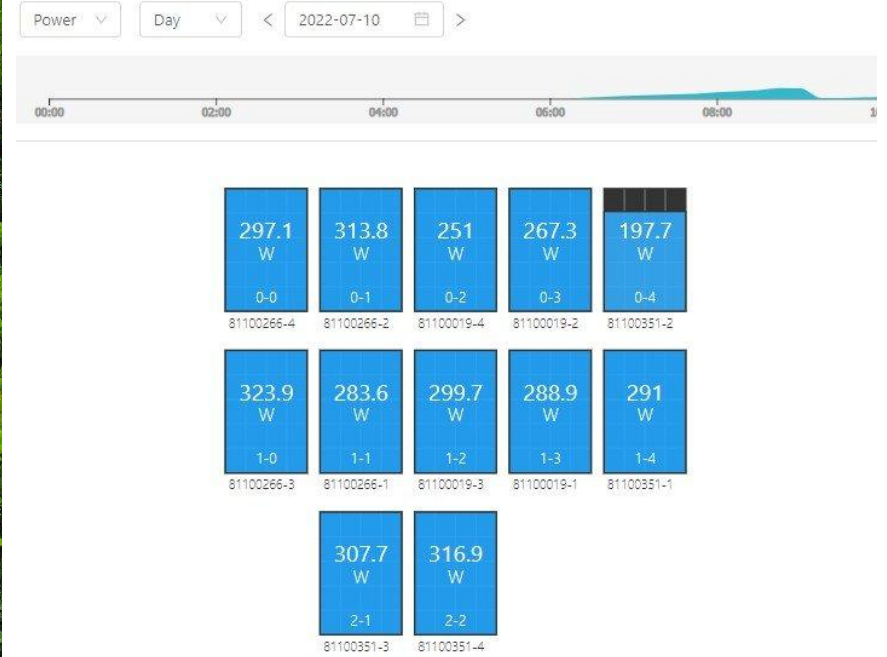 Power Day < 2022-07-10 >
00:00 02:00 04:00 06:00 08:00
297.1 313.8 251 267.3 197.7
W W W W W
0-0 0-1 0-2 0-3 0-4
81100266-4 81100266-2 81100019-4 81100019-2 81100351-2
323.9 283.6 299.7 288.9 291
W W W W W
1-0 1-1 1-2 1-3 1-4
81100266-3 81100266-1 81100019-3 81100019-1 81100351-1
307.7 316.9
W W
2-1 2-2
81100351-3 81100351-4